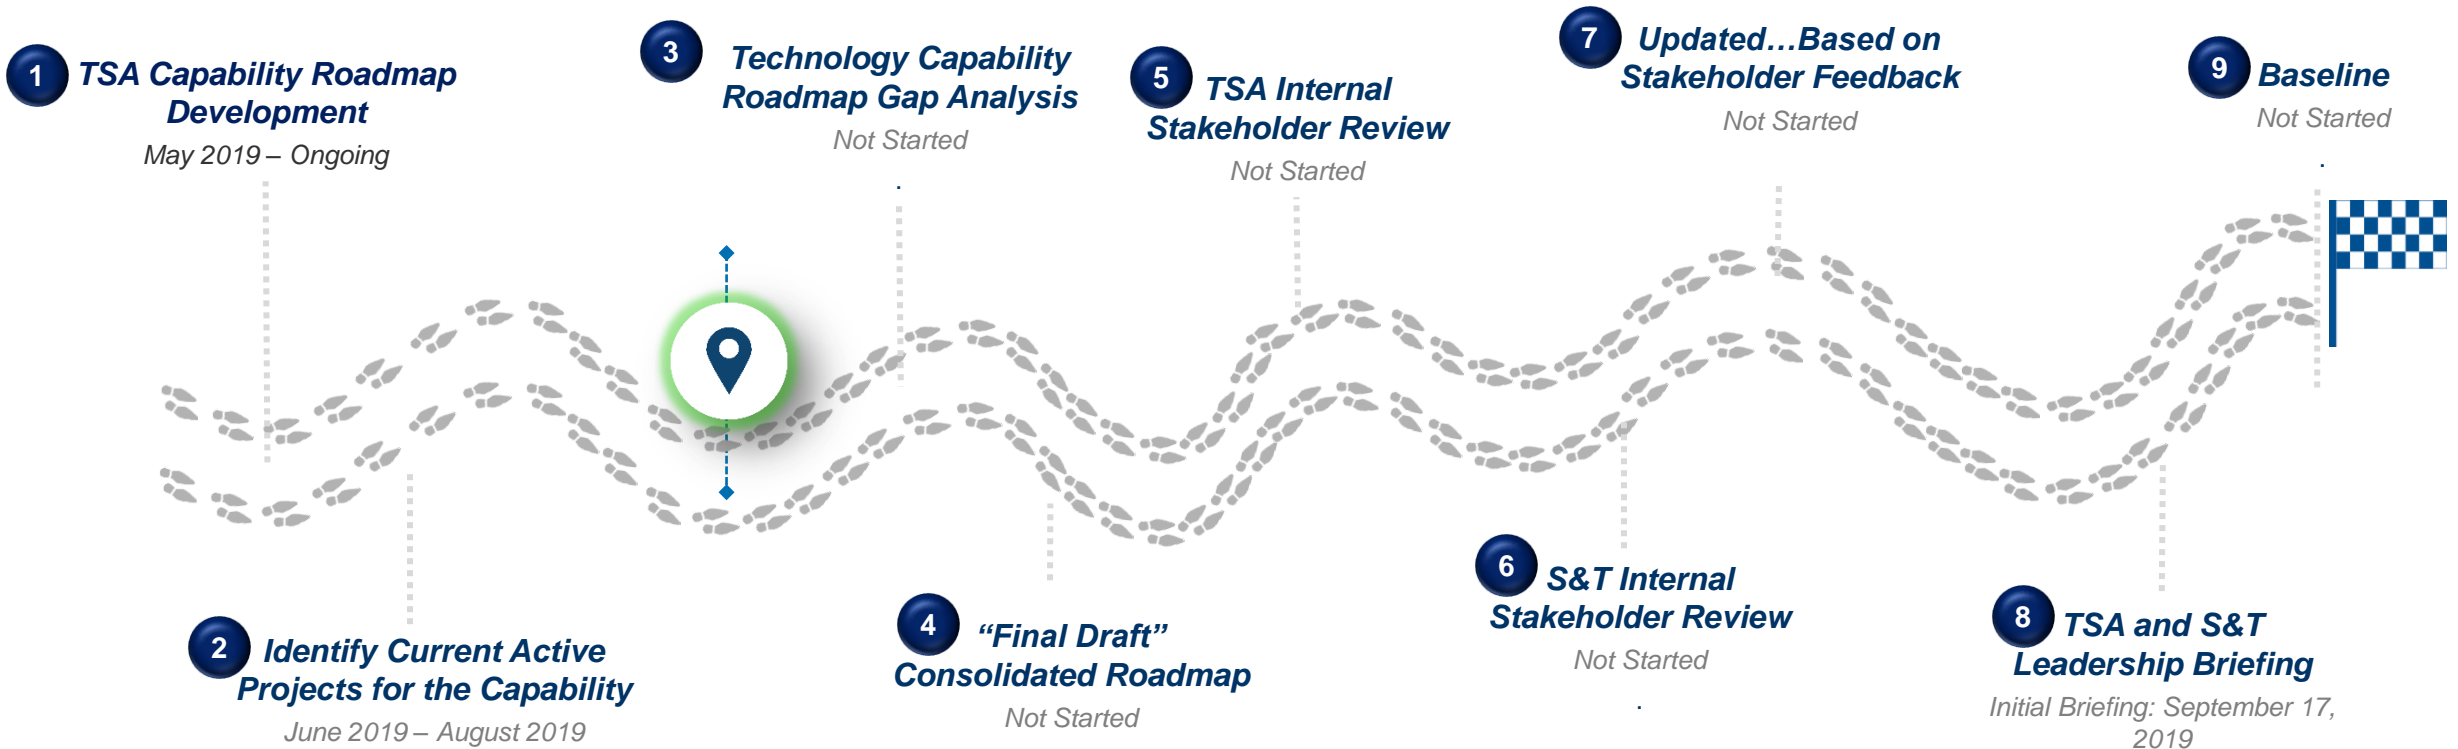 1
TSA Capability Roadmap
Development
May 2019 – Ongoing
2
Identify Current Active
Projects for the Capability
June 2019 – August 2019
3
Technology Capability
Roadmap Gap Analysis
Not Started
.
4
“Final Draft”
Consolidated Roadmap
Not Started
5
TSA Internal
Stakeholder Review
Not Started
6
S&T Internal
Stakeholder Review
Not Started
.
7
Updated…Based on
Stakeholder Feedback
Not Started
8
TSA and S&T
Leadership Briefing
Initial Briefing: September 17,
2019
9
Baseline
Not Started
.